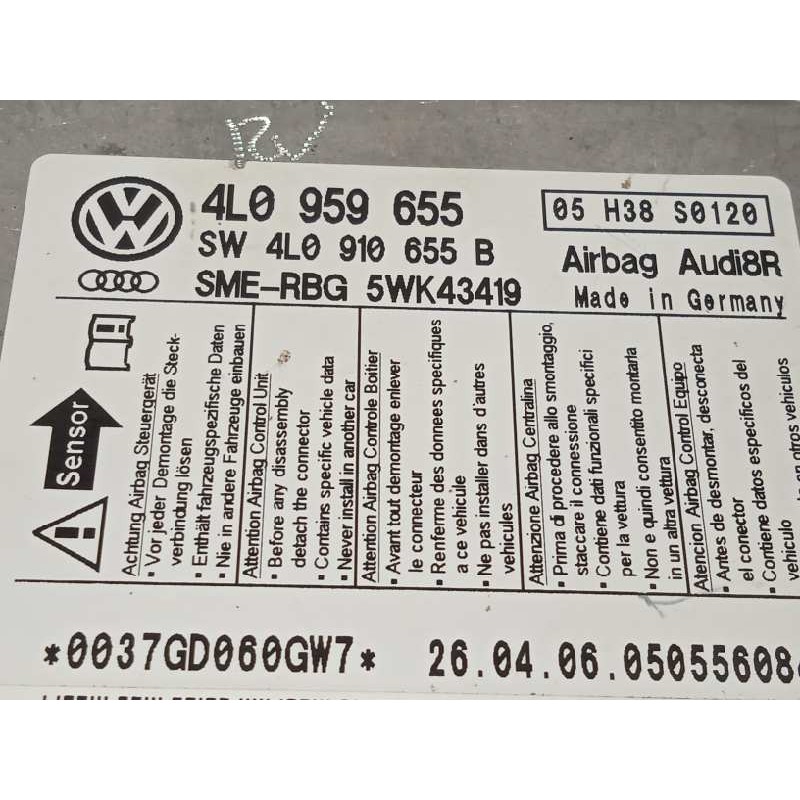 4L0 959 655
SW 4L0 910 655 B
SME-RBG 5WK43419
05 H38 S0120
Airbag Audi8R
Made in Germany
Sensor
Achtung Airbag Steuergerät
• Vor jeder Demontage die Steck-
verbindung lösen
• Enthält fahrzeugspezifische Daten
• Nie in andere Fahrzeuge einbauen
Attention Airbag Control Unit
• Before any disassembly
detach the connector
• Contains specific vehicle data
• Never install in another car
Attention Airbag Controle Boitier
• Avant tout demontage enlever
le connecteur
• Renferme des données specifiques
a ce vehicule
• Ne pas installer dans d'autres
vehicules
Attenzione Airbag Centralina
• Prima di procedere allo smontaggio,
staccare il connessione
• Contiene dati funzionali specifici
per la vettura
• Non e quindi consentito montarla
in un altra vettura
Atencion Airbag Control Equipo
• Antes de desmontar, desconecta
el conector
• Contiene datos especificos del
vehiculo
en otros vehiculos
*0037GD060GW7*
26.04.06.05055608